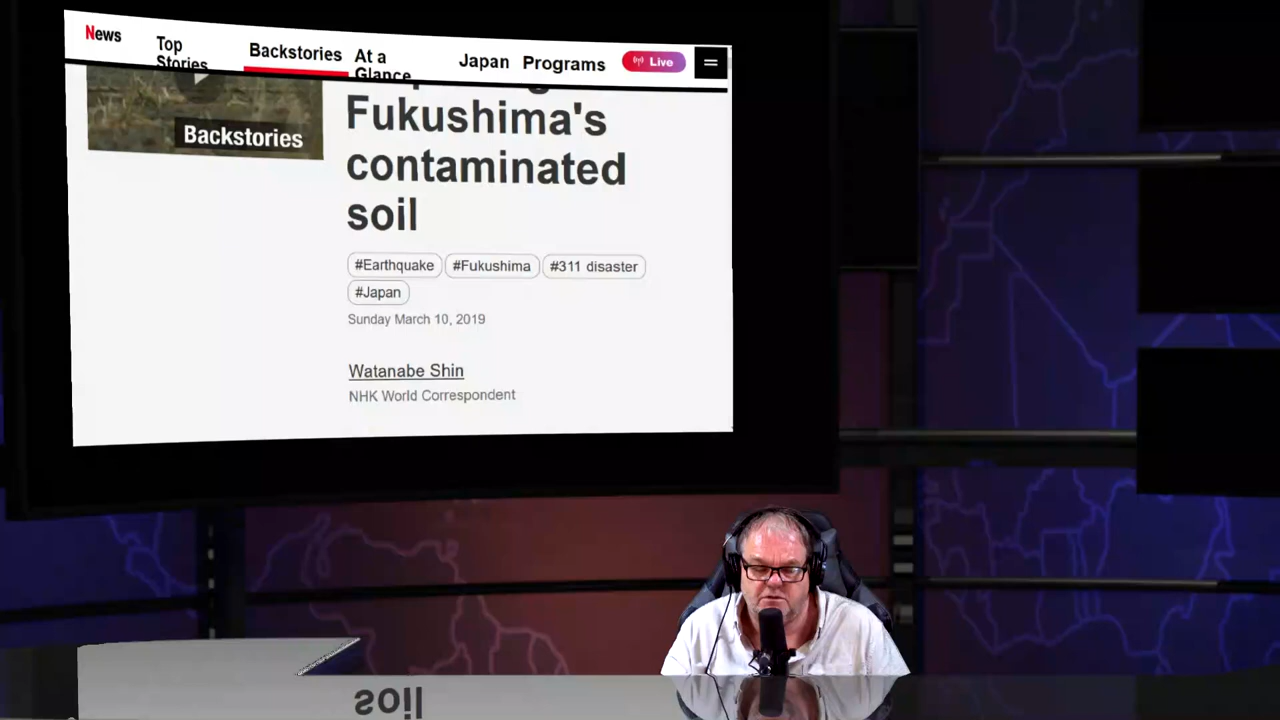 News
Top Stories
Backstories
At a Glance
Japan
Programs
Live
Backstories
Fukushima's
contaminated
soil
#Earthquake #Fukushima #311 disaster
#Japan
Sunday March 10, 2019
Watanabe Shin
NHK World Correspondent
soil